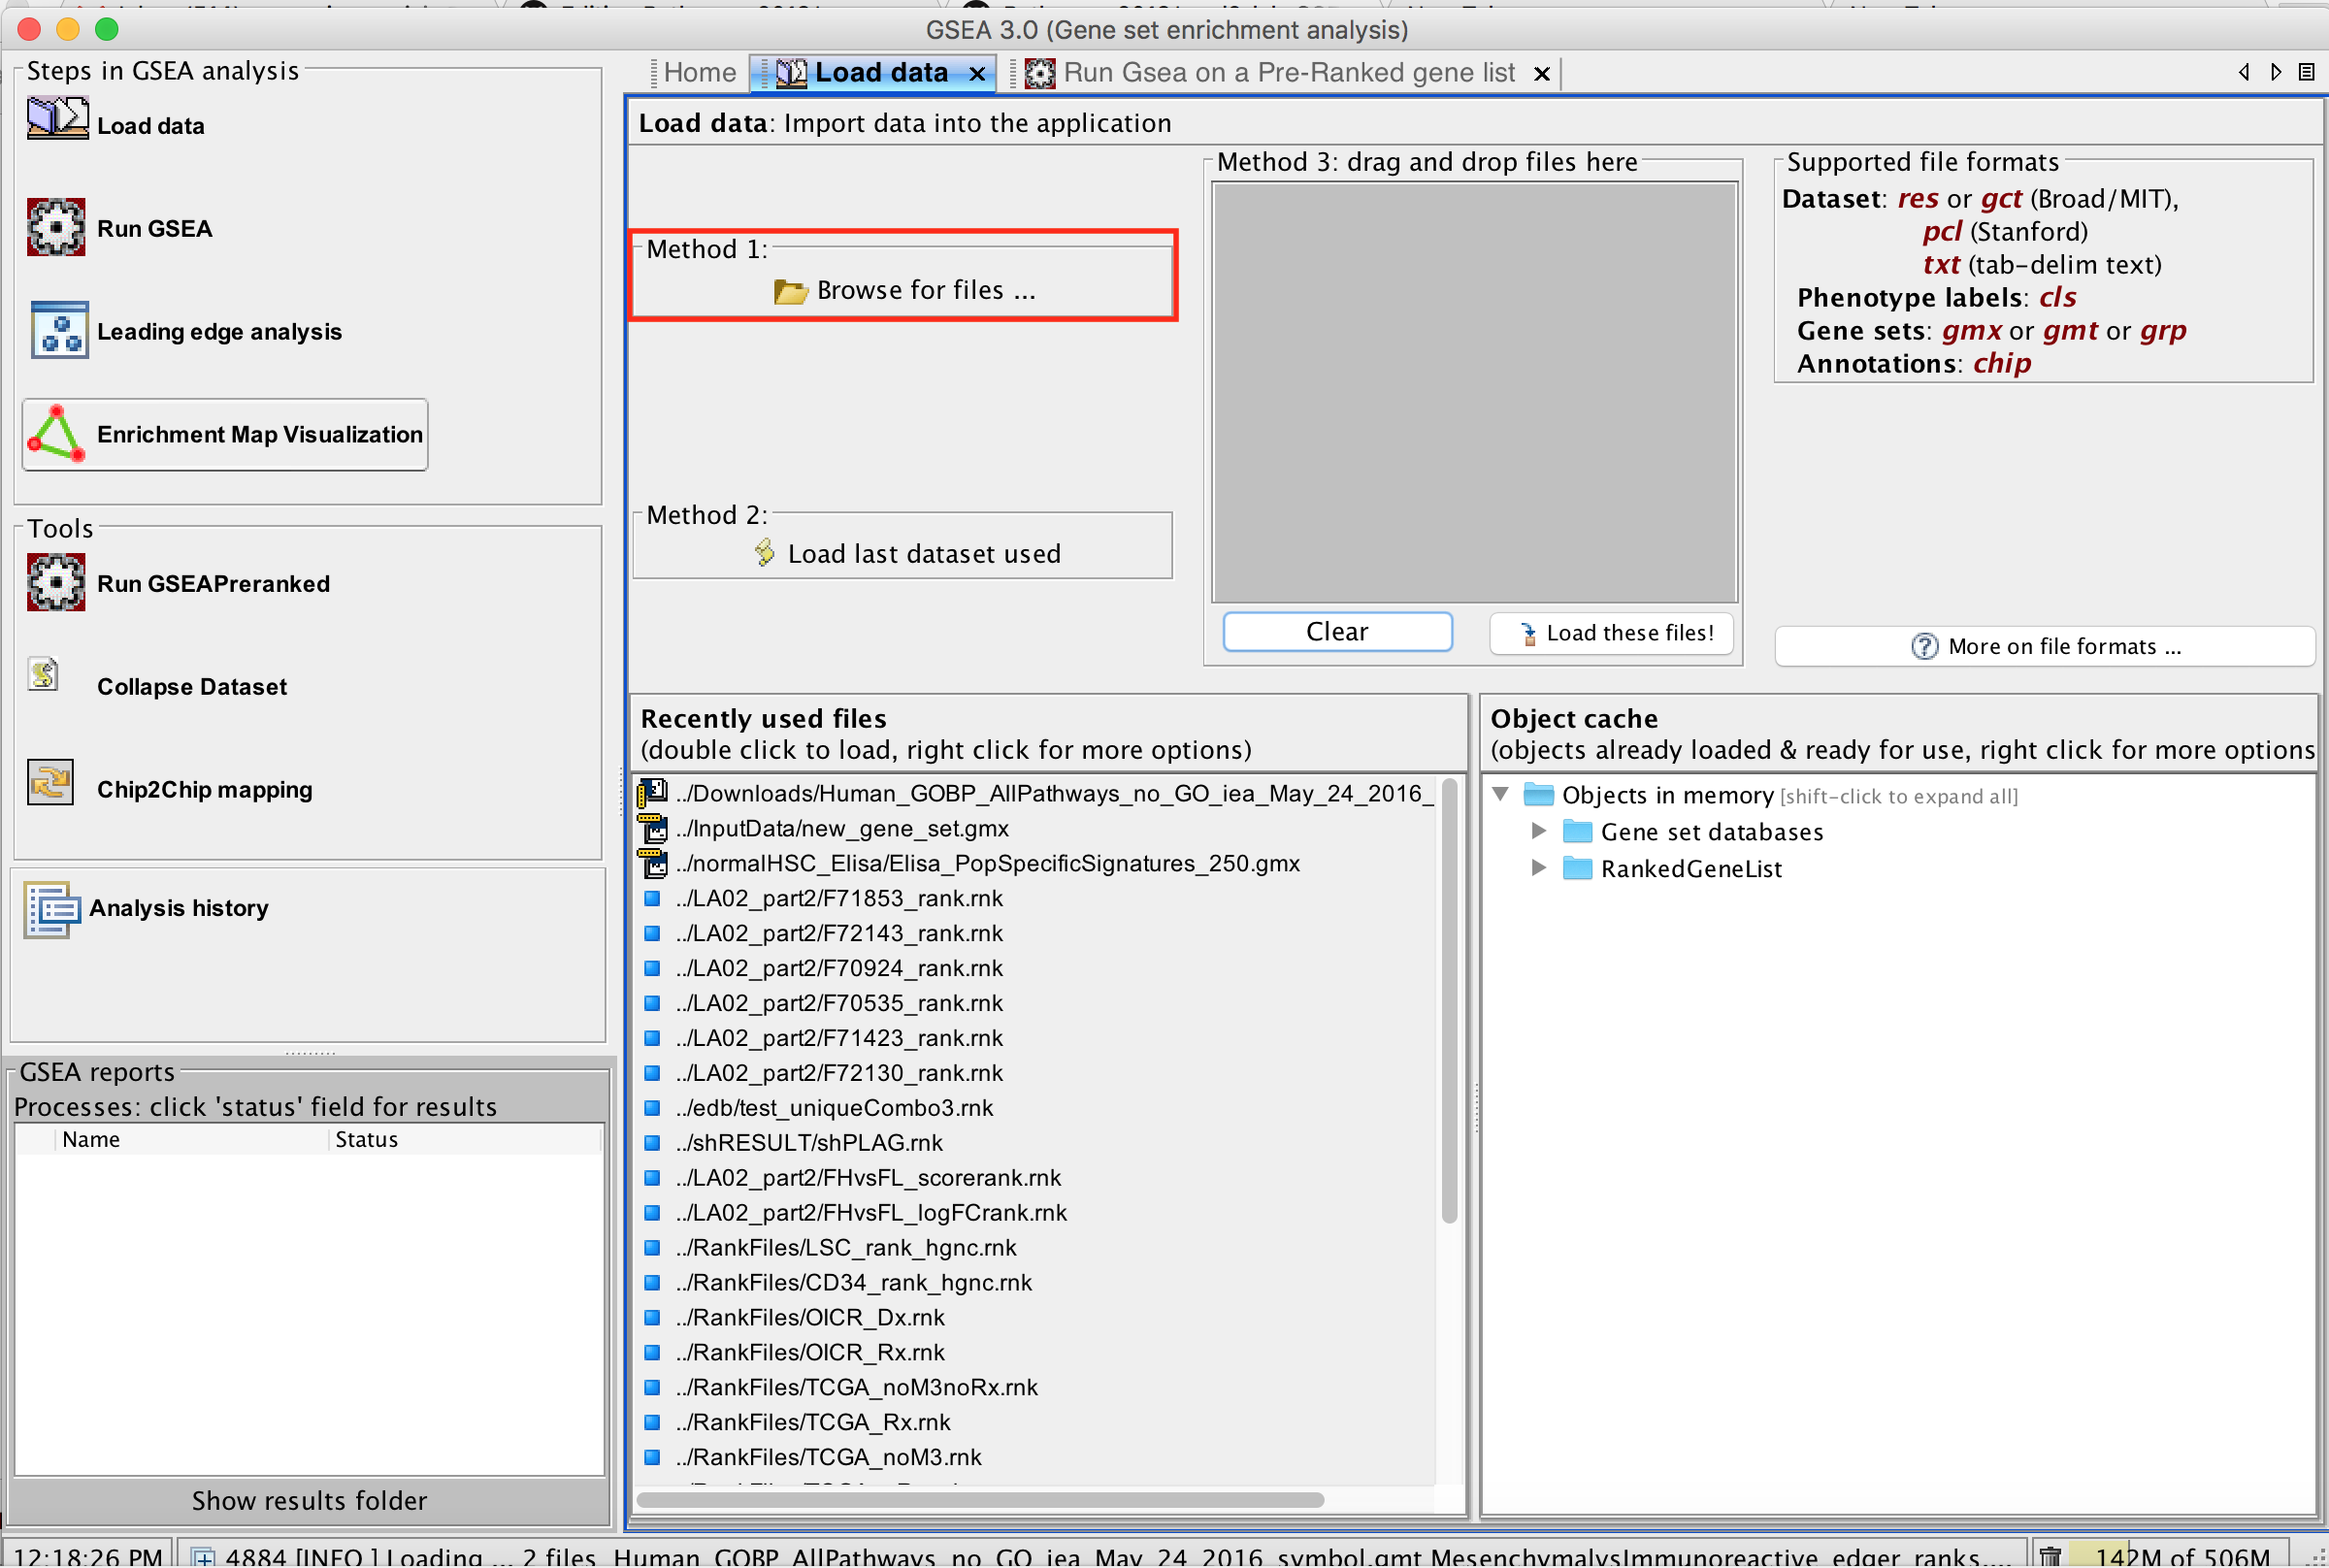 GSEA 3.0 (Gene set enrichment analysis)
Steps in GSEA analysis
Load data
Run GSEA
Leading edge analysis
Enrichment Map Visualization
Tools
Run GSEAPreranked
Collapse Dataset
Chip2Chip mapping
Analysis history
GSEA reports
Processes: click 'status' field for results
Name Status
Show results folder
Home Load data Run Gsea on a Pre-Ranked gene list
Load data: Import data into the application
Method 1:
Browse for files ...
Method 2:
Load last dataset used
Method 3: drag and drop files here
Clear Load these files!
Supported file formats
Dataset: res or gct (Broad/MIT),
pcl (Stanford)
txt (tab-delim text)
Phenotype labels: cls
Gene sets: gmx or gmt or grp
Annotations: chip
More on file formats ...
Recently used files
(double click to load, right click for more options)
../Downloads/Human_GOBP_AllPathways_no_GO_iea_May_24_2016_
../InputData/new_gene_set.gmx
../normalHSC_Elisa/Elisa_PopSpecificSignatures_250.gmx
../LA02_part2/F71853_rank.rnk
../LA02_part2/F72143_rank.rnk
../LA02_part2/F70924_rank.rnk
../LA02_part2/F70535_rank.rnk
../LA02_part2/F71423_rank.rnk
../LA02_part2/F72130_rank.rnk
../edb/test_uniqueCombo3.rnk
../shRESULT/shPLAG.rnk
../LA02_part2/FHvsFL_scorerank.rnk
../LA02_part2/FHvsFL_logFCrank.rnk
../RankFiles/LSC_rank_hgnc.rnk
../RankFiles/CD34_rank_hgnc.rnk
../RankFiles/OICR_Dx.rnk
../RankFiles/OICR_Rx.rnk
../RankFiles/TCGA_noM3noRx.rnk
../RankFiles/TCGA_Rx.rnk
../RankFiles/TCGA_noM3.rnk
Object cache
(objects already loaded & ready for use, right click for more options
Objects in memory [shift-click to expand all]
Gene set databases
RankedGeneList
12:18:26 PM 4884 [INFO ] Loading ... 2 files Human_GOBP_AllPathways_no_GO_iea_May_24_2016_symbol.gmt MesenchymalvsImmunoreactive_edger_ranks.... 142M of 506M